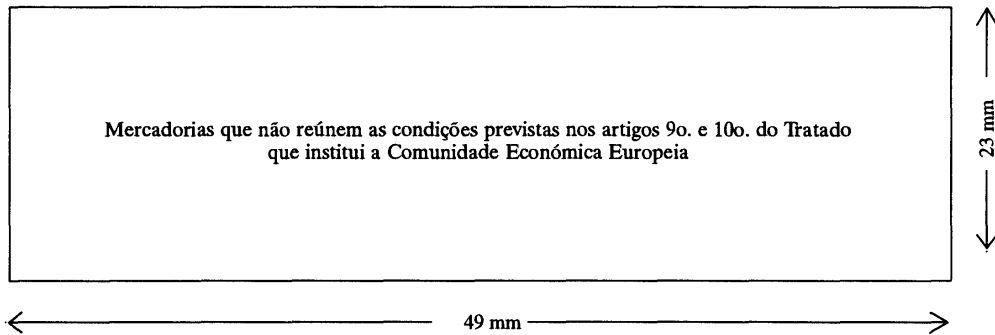 Mercadorias que não reúnem as condições previstas nos artigos 9o. e 10o. do Tratado
que institui a Comunidade Económica Europeia
23 mm
49 mm